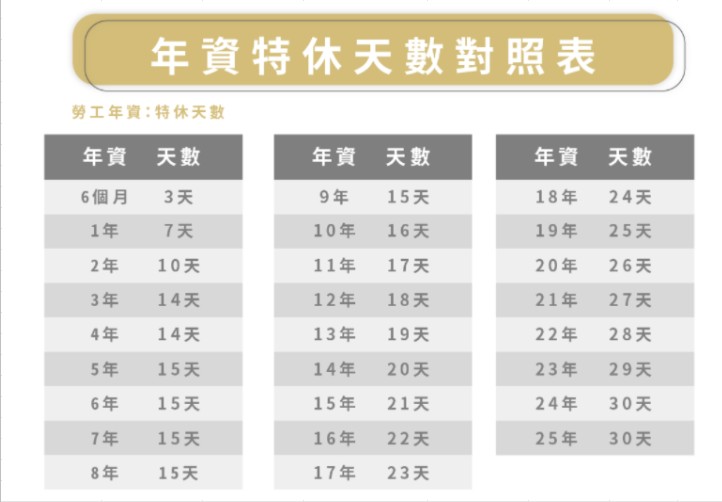 年資特休天數對照表
勞工年資:特休天數
年資 天數
6個月 3天
1年 7天
2年 10天
3年 14天
4年 14天
5年 15天
6年 15天
7年 15天
8年 15天
年資 天數
9年 15天
10年 16天
11年 17天
12年 18天
13年 19天
14年 20天
15年 21天
16年 22天
17年 23天
年資 天數
18年 24天
19年 25天
20年 26天
21年 27天
22年 28天
23年 29天
24年 30天
25年 30天